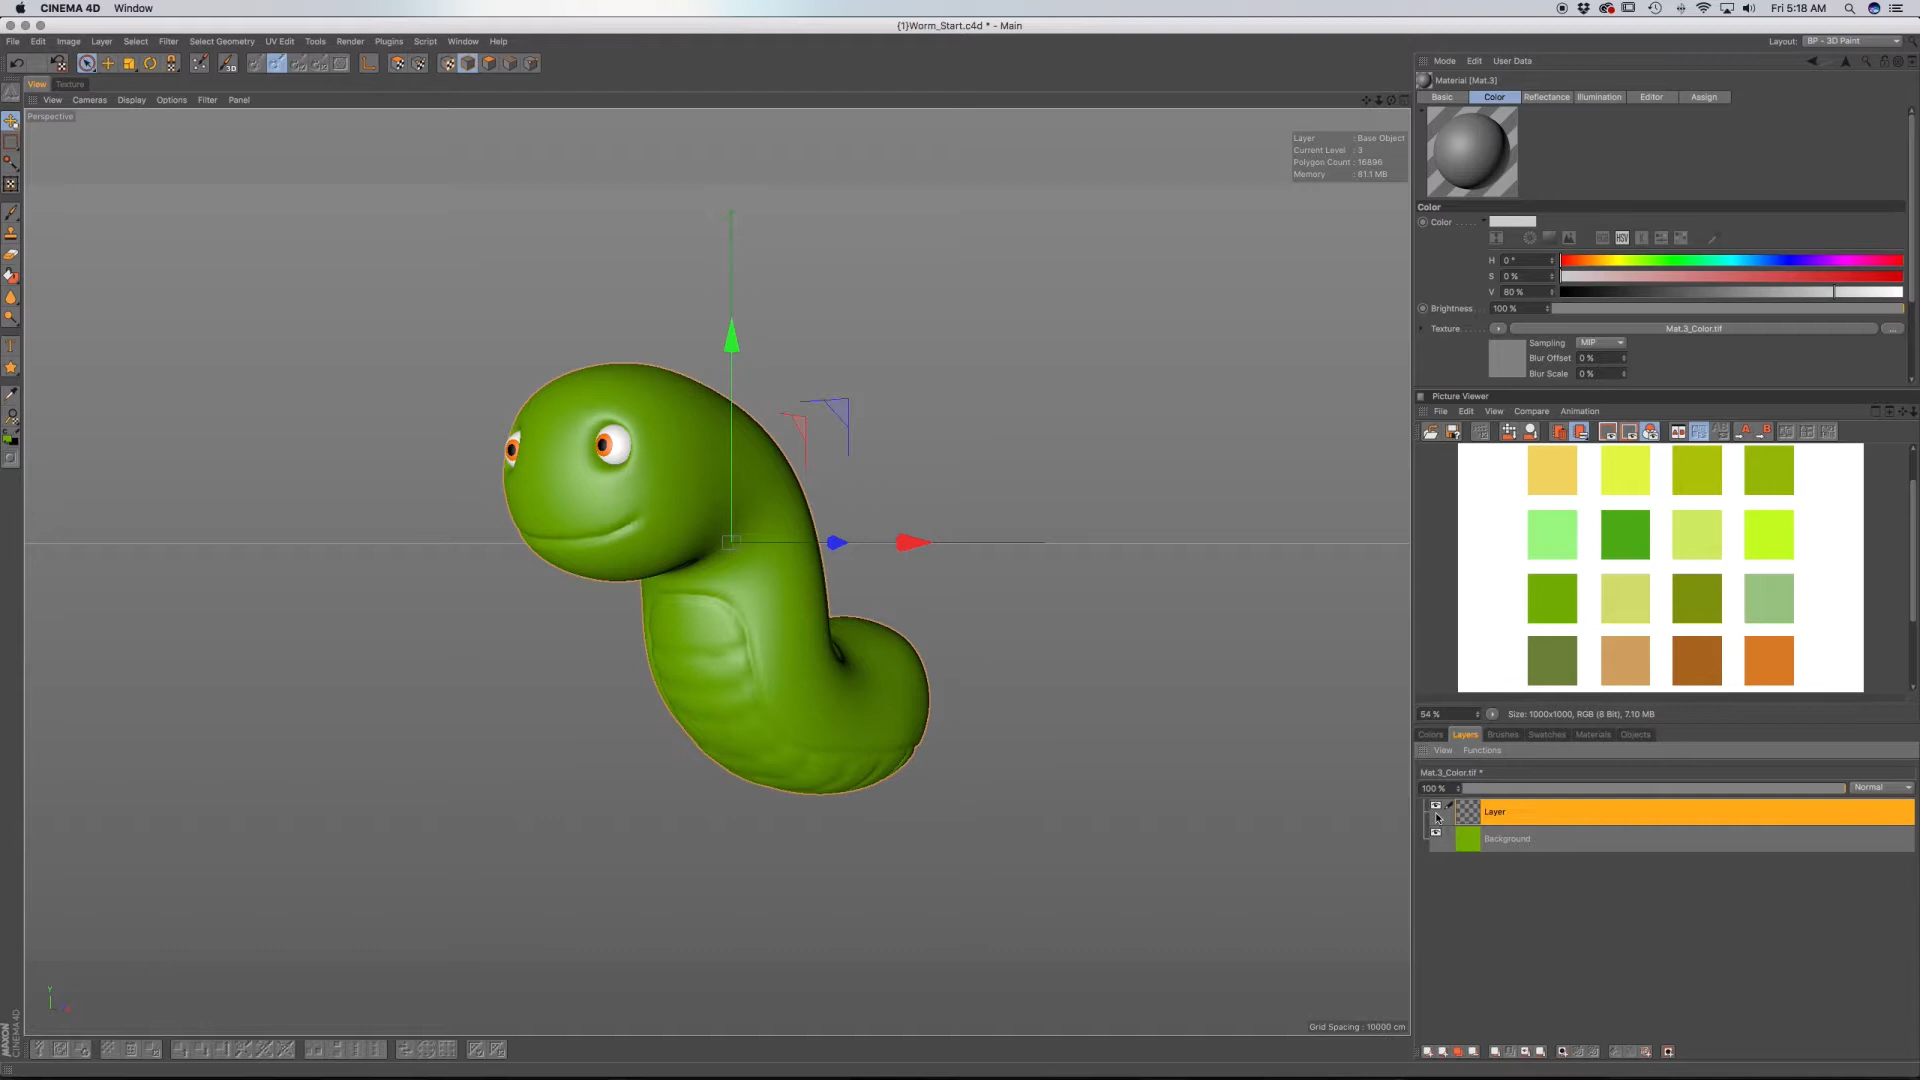 CINEMA 4D Window Fri 5:18 AM
{1}Worm_Start.c4d * - Main
File Edit Image Layer Select Filter Select Geometry UV Edit Tools Render Plugins Script Window Help Layout: BP - 3D Paint
View Texture
View Cameras Display Options Filter Panel
Perspective
Layer : Base Object
Current Level : 3
Polygon Count : 16896
Memory : 81.1 MB
Y
Grid Spacing : 10000 cm
MAXON
CINEMA 4D
Mode Edit User Data
Material [Mat.3]
Basic Color Reflectance Illumination Editor Assign
Color
Color
HSV
H 0 °
S 0 %
V 80 %
Brightness 100 %
Texture Mat.3_Color.tif ...
Sampling MIP
Blur Offset 0 %
Blur Scale 0 %
Picture Viewer
File Edit View Compare Animation
A B AB A B
54 % Size: 1000x1000, RGB (8 Bit), 7.10 MB
Colors Layers Brushes Swatches Materials Objects
View Functions
Mat.3_Color.tif *
100 % Normal
Layer
Background